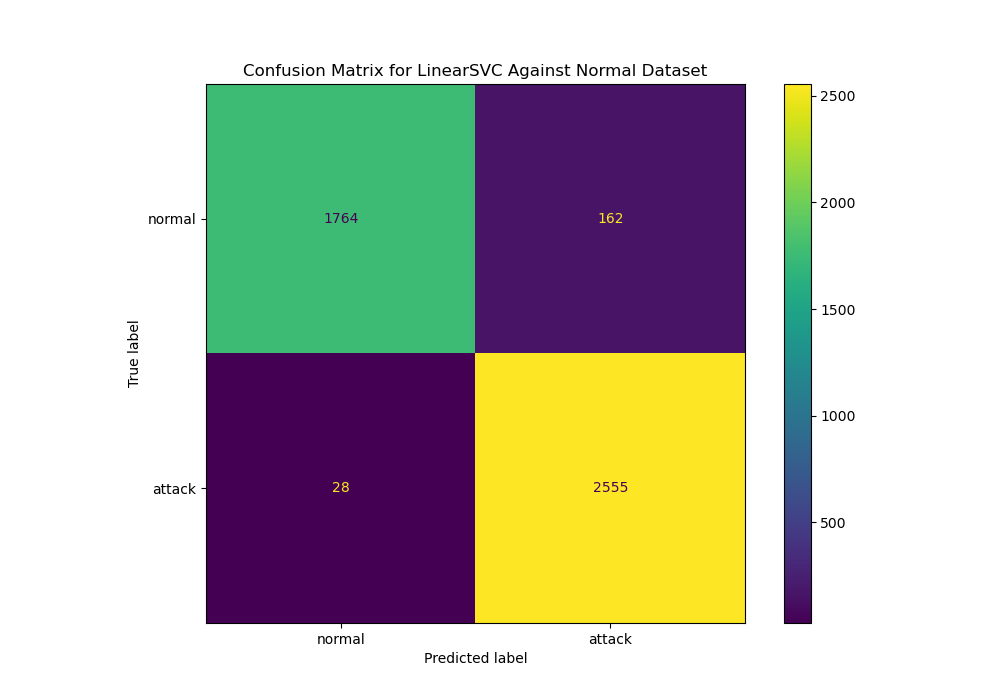 Confusion Matrix for LinearSVC Against Normal Dataset
2500
2000
1500
1000
500
True label
normal
attack
1764
162
28
2555
normal
attack
Predicted label